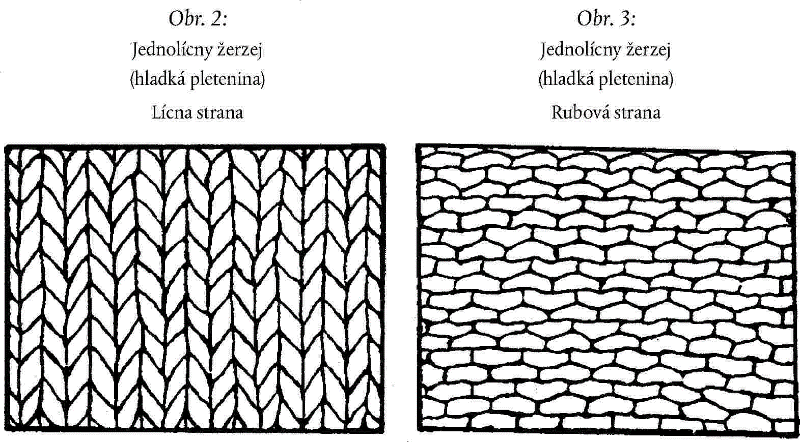 Obr. 2:
Jednolícny žerzej
(hladká pletenina)
Lícna strana
Obr. 3:
Jednolícny žerzej
(hladká pletenina)
Rubová strana